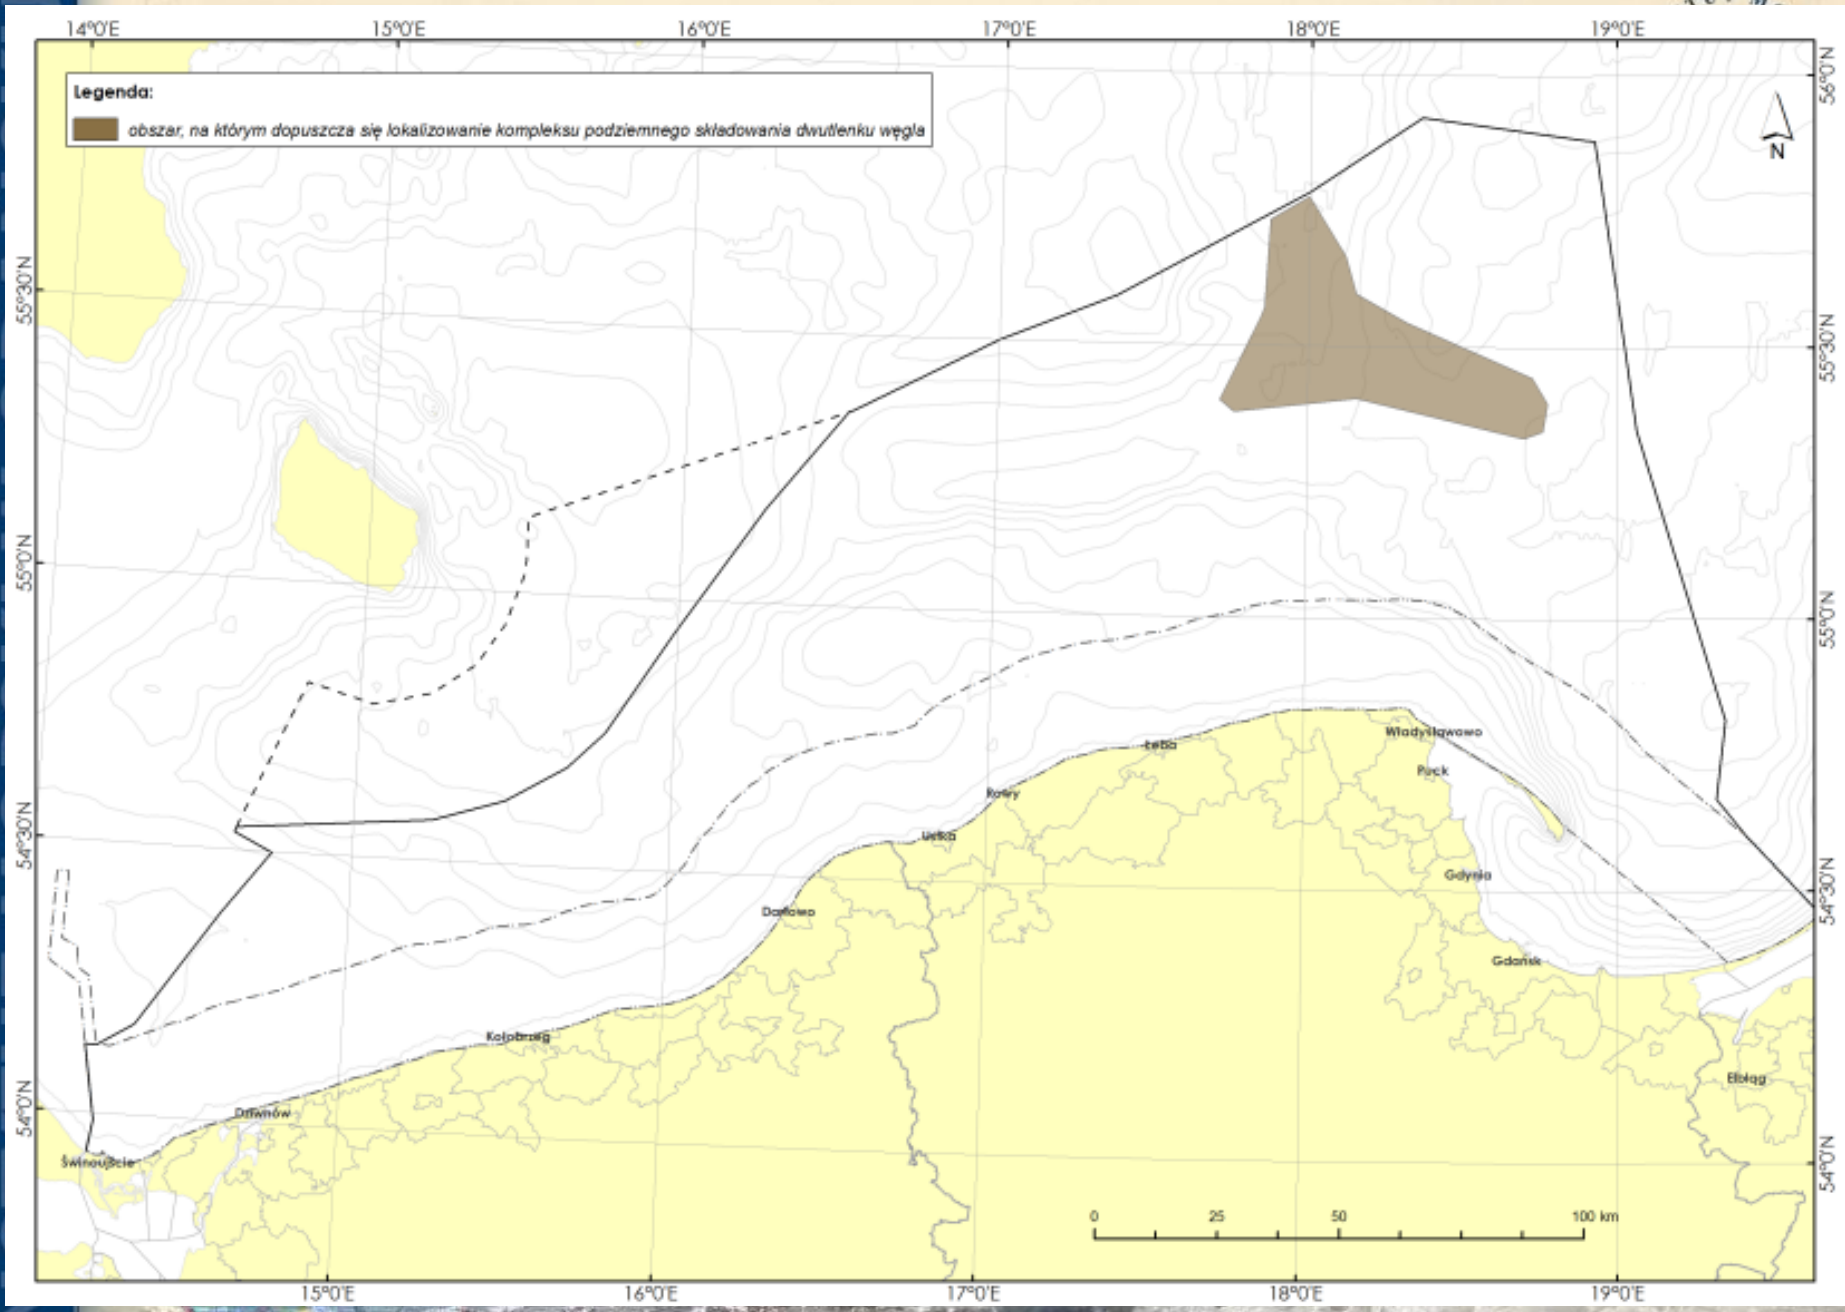 14°0'E 15°0'E 16°0'E 17°0'E 18°0'E 19°0'E
56°0'N
Legenda:
obszar, na którym dopuszcza się lokalizowanie kompleksu podziemnego składowania dwutlenku węgla
N
55°30'N
55°30'N
55°0'N
55°0'N
Władysławowo
Łeba
Puck
Rowy
54°30'N
Ustka
Gdynia
54°30'N
Darłowo
Gdańsk
Kołobrzeg
Elbląg
54°0'N
Dziwnów
Świnoujście
54°0'N
0 25 50 100 km
15°0'E 16°0'E 17°0'E 18°0'E 19°0'E